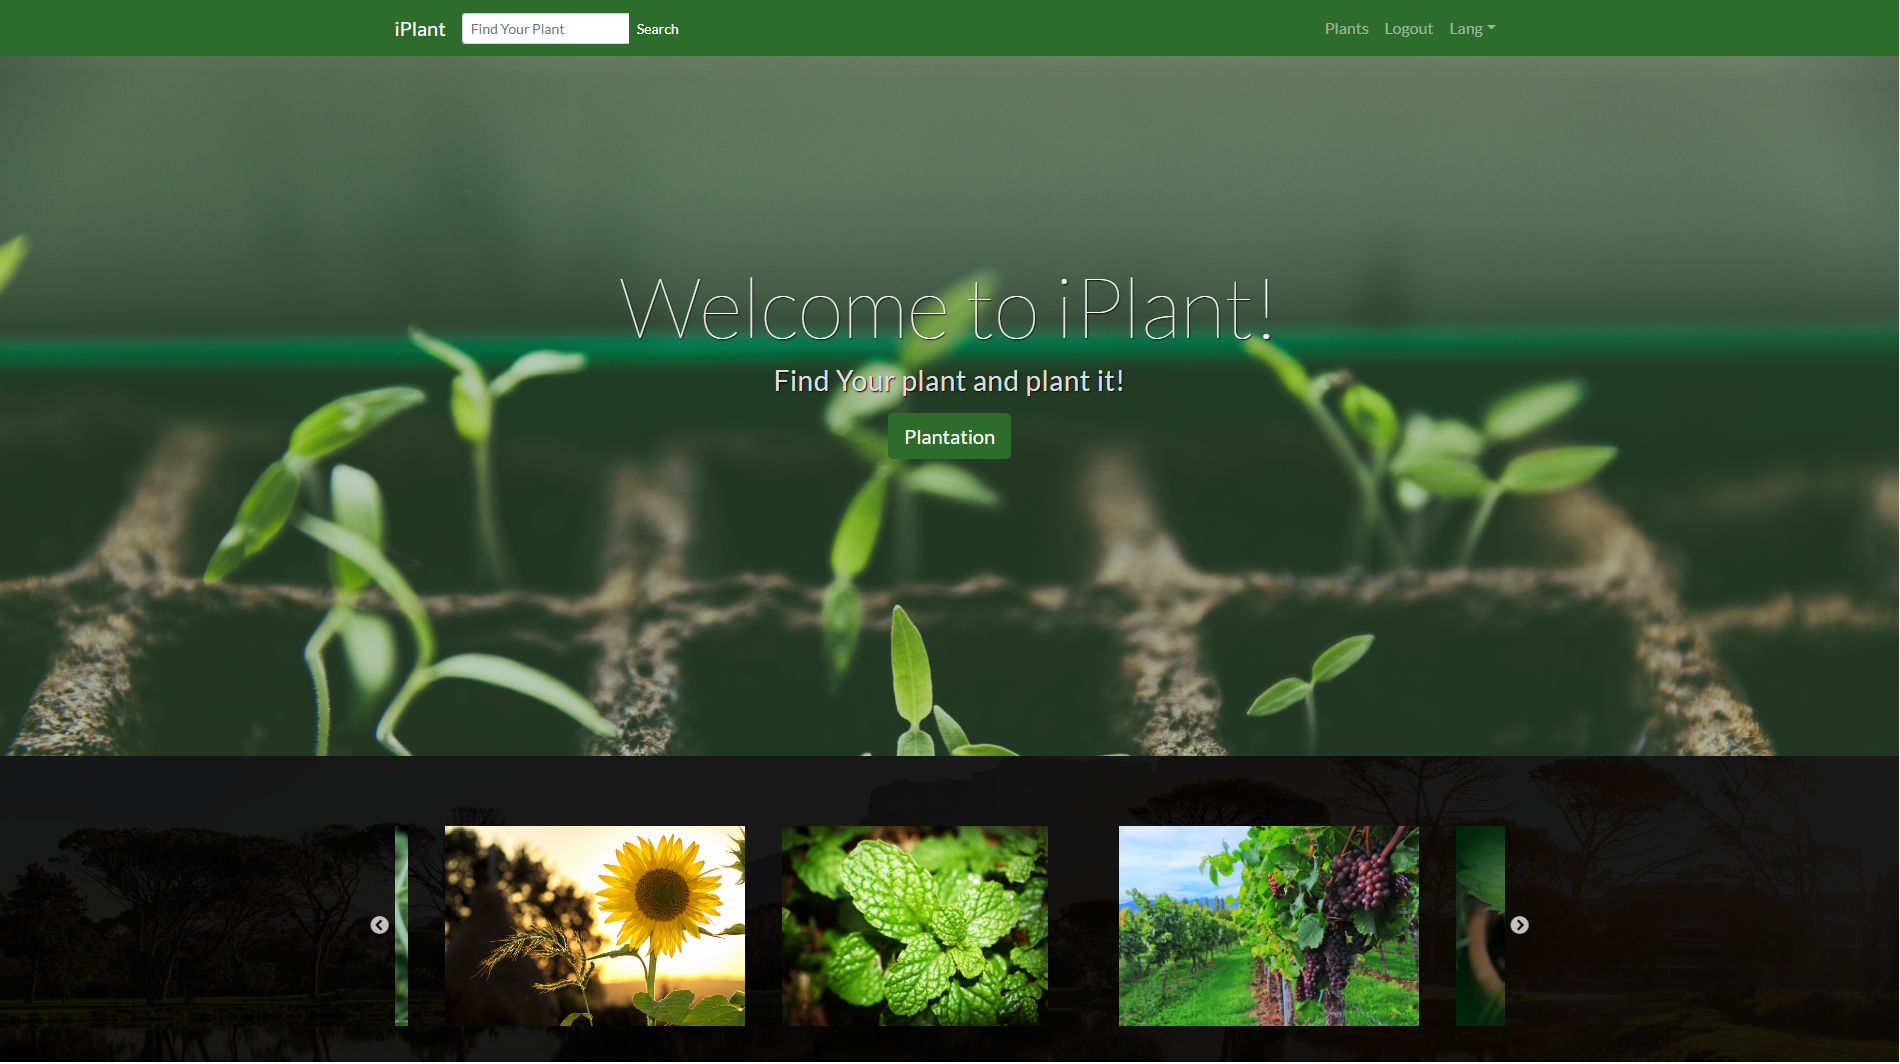 iPlant Find Your Plant Search Plants Logout Lang
Welcome to iPlant!
Find Your plant and plant it!
Plantation